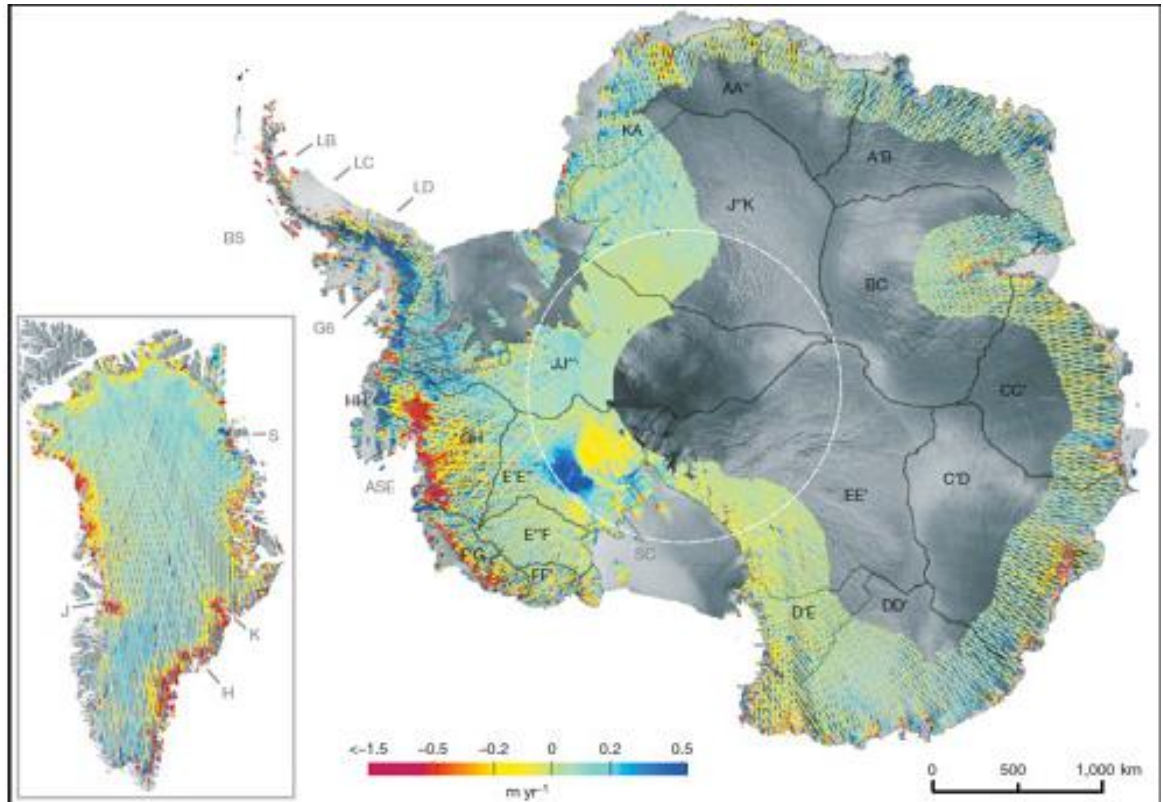 AA''
LB
LC
KA
A'B
LD
J''K
BS
BC
G6
JJ''
CC'
HH'
S
GH
C'D
ASE
E'E''
EE'
E''F
SC
FG
FF'
J
DD'
D'E
K
H
<−1.5 −0.5 −0.2 0 0.2 0.5
m yr⁻¹
0 500 1,000 km